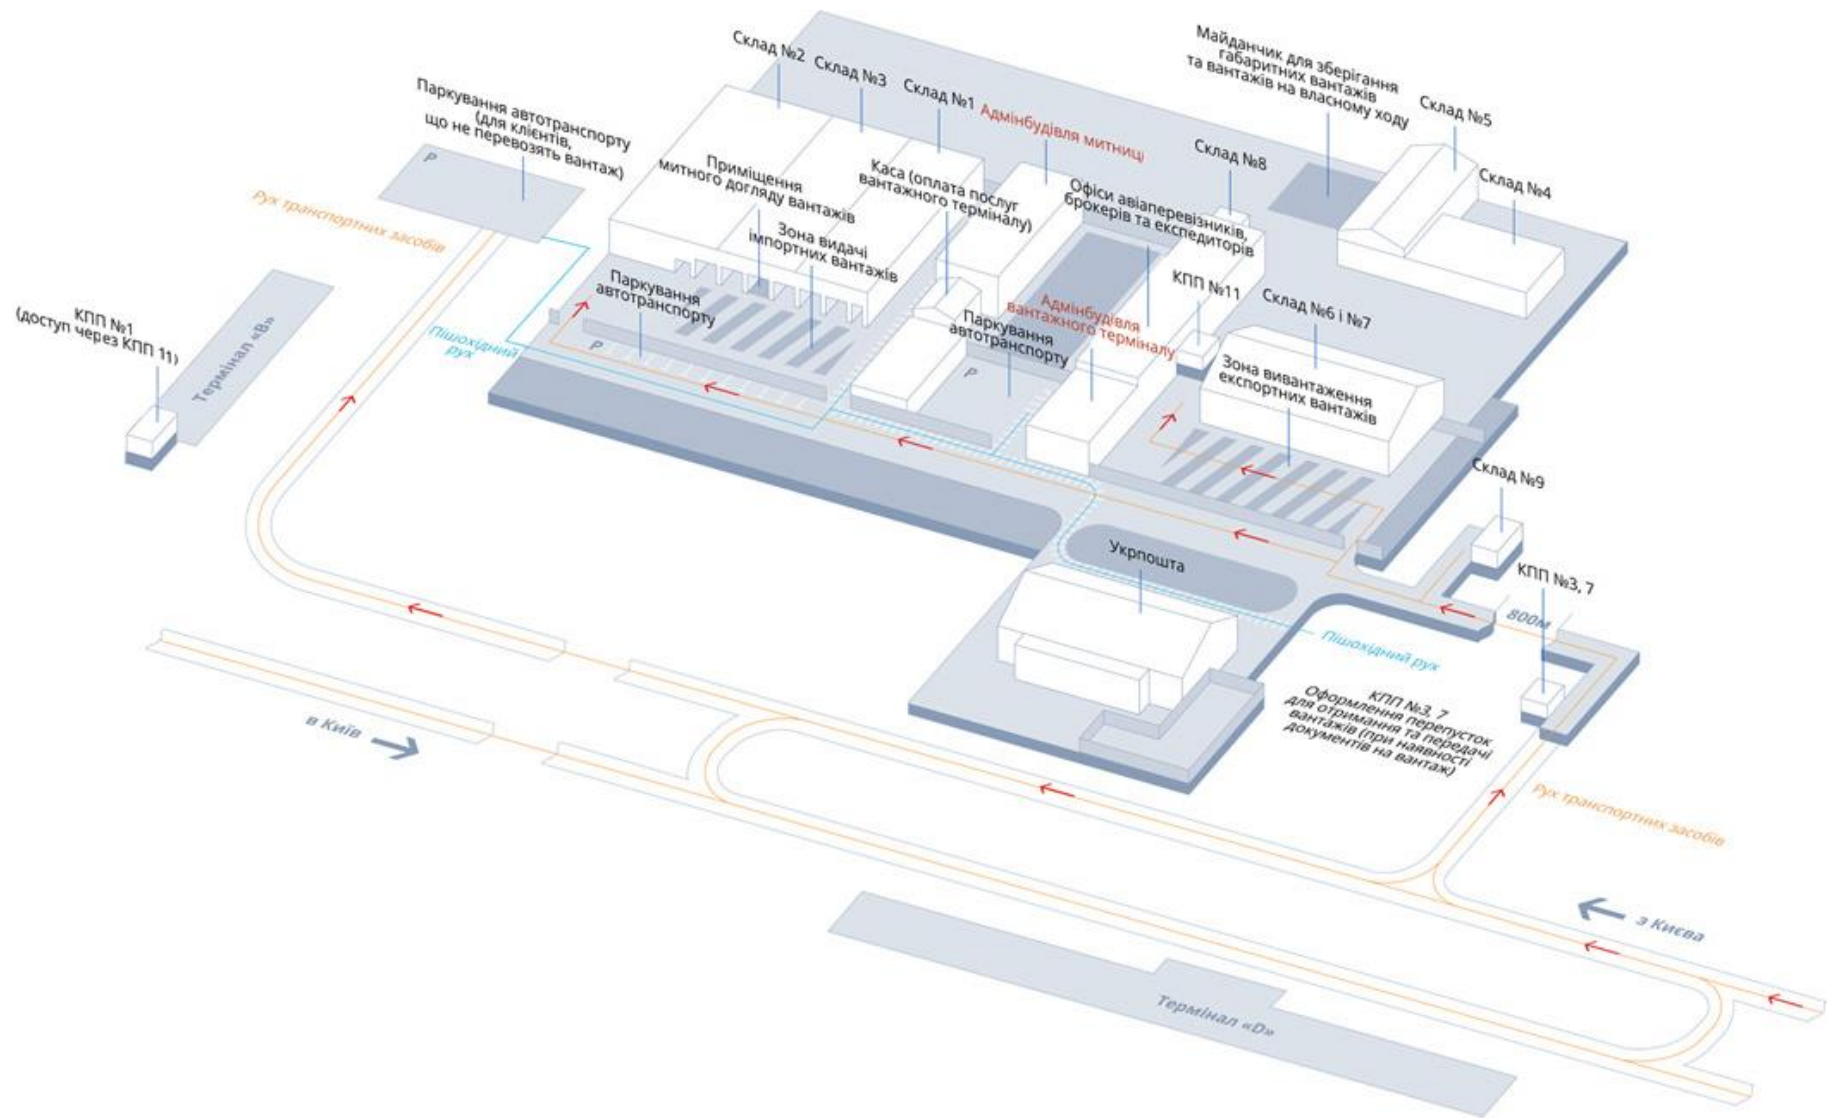 Склад №2
Склад №3
Склад №1
Адмінбудівля митниці
Майданчик для зберігання
габаритних вантажів
та вантажів на власному ходу
Склад №5
Склад №8
Склад №4
Паркування автотранспорту
(для клієнтів,
що не перевозять вантаж)
P
Рух транспортних засобів
Приміщення
митного догляду вантажів
Каса (оплата послуг
вантажного терміналу)
Офіси авіаперевізників,
брокерів та експедиторів
Зона видачі
імпортних вантажів
Паркування
автотранспорту
P
КПП №11
Склад №6 і №7
Адмінбудівля
вантажного терміналу
Паркування
автотранспорту
P
КПП №1
(доступ через КПП 11)
Термінал «B»
Пішохідний
рух
Зона вивантаження
експортних вантажів
Склад №9
КПП №3, 7
Укрпошта
800м
Пішохідний рух
КПП №3, 7
Оформлення перепусток
для отримання та передачі
вантажів (при наявності
документів на вантаж)
в Київ
Рух транспортних засобів
з Києва
Термінал «D»